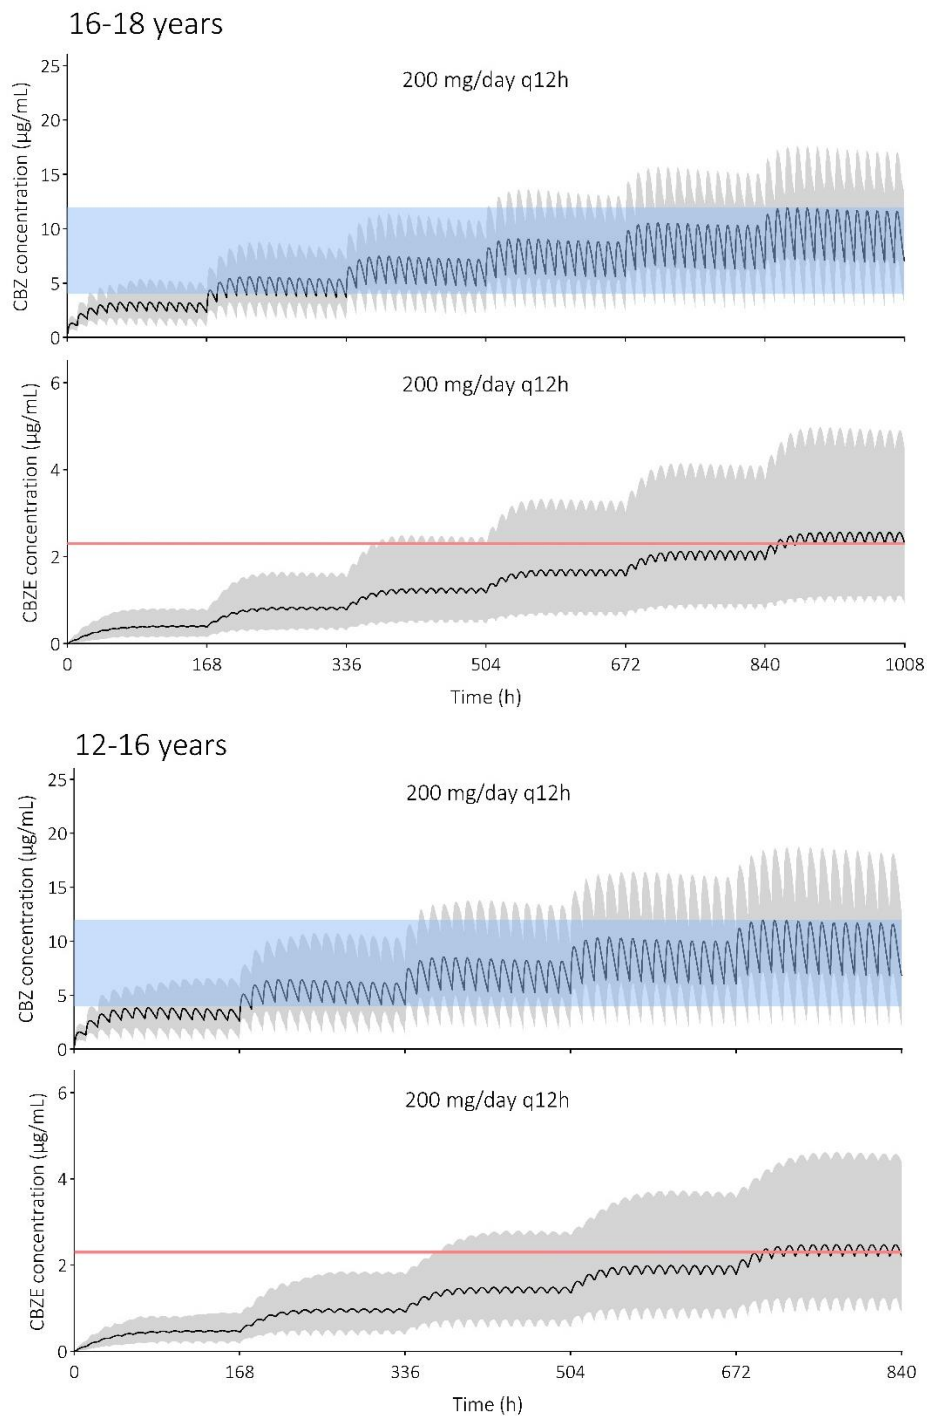 16-18 years
200 mg/day q12h
CBZ concentration (µg/mL)
25
20
15
10
5
0
200 mg/day q12h
CBZE concentration (µg/mL)
6
4
2
0
0 168 336 504 672 840 1008
Time (h)
12-16 years
200 mg/day q12h
CBZ concentration (µg/mL)
25
20
15
10
5
0
200 mg/day q12h
CBZE concentration (µg/mL)
6
4
2
0
0 168 336 504 672 840
Time (h)